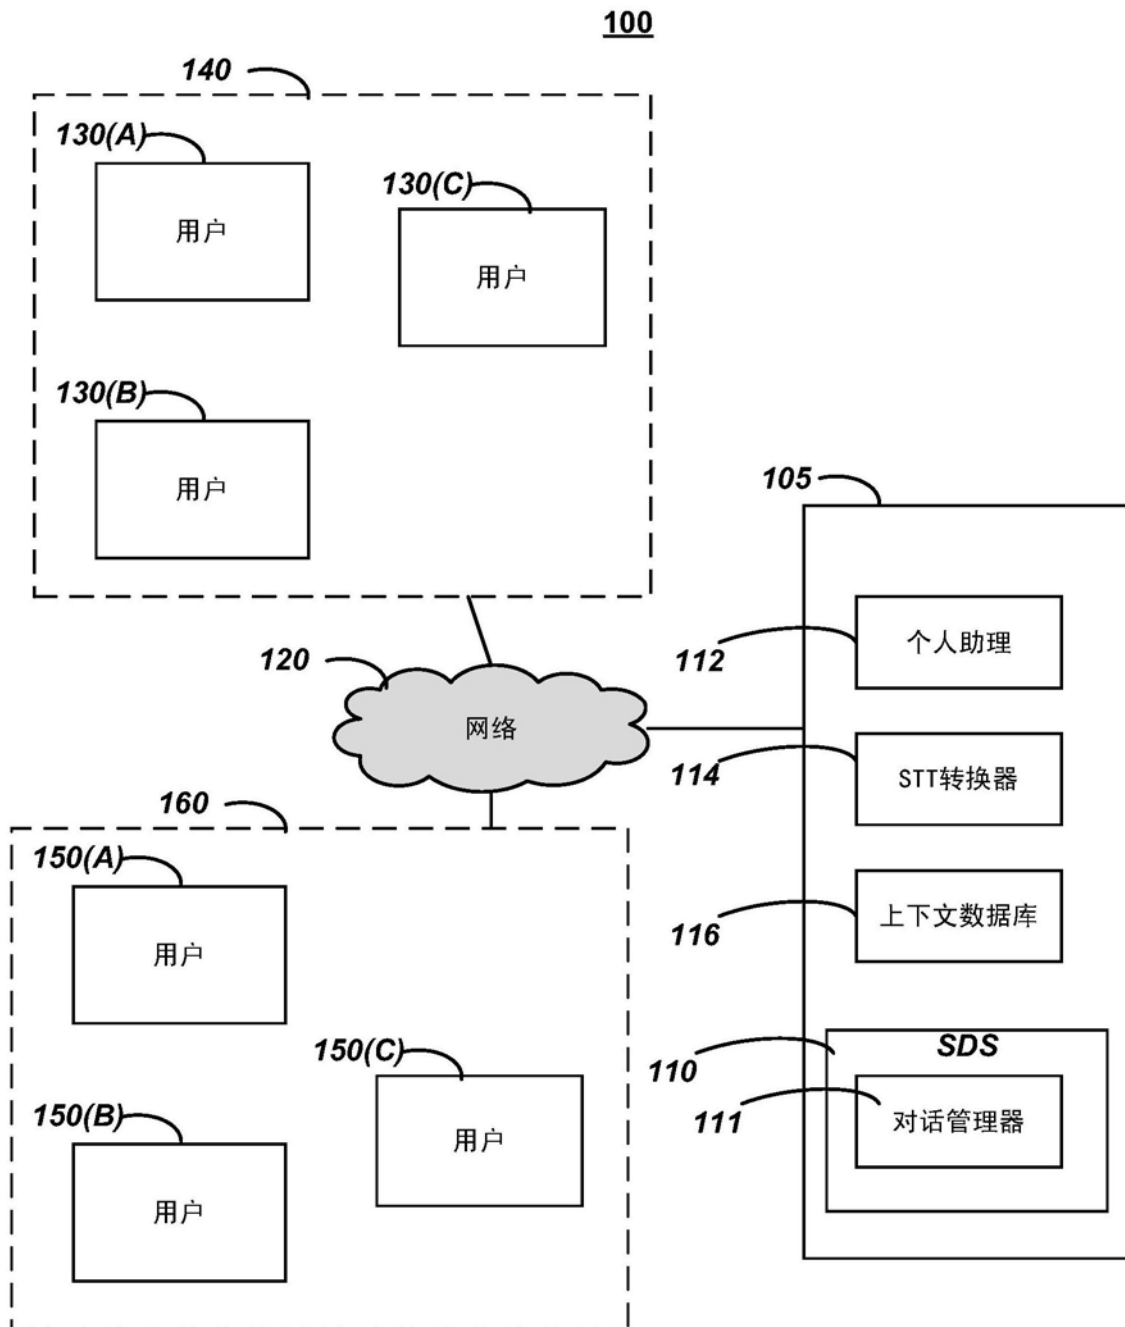 100
140
130(A)
用户
130(C)
用户
130(B)
用户
105
个人助理
112
120
网络
STT转换器
114
160
150(A)
用户
上下文数据库
116
150(C)
用户
SDS
110
对话管理器
111
150(B)
用户